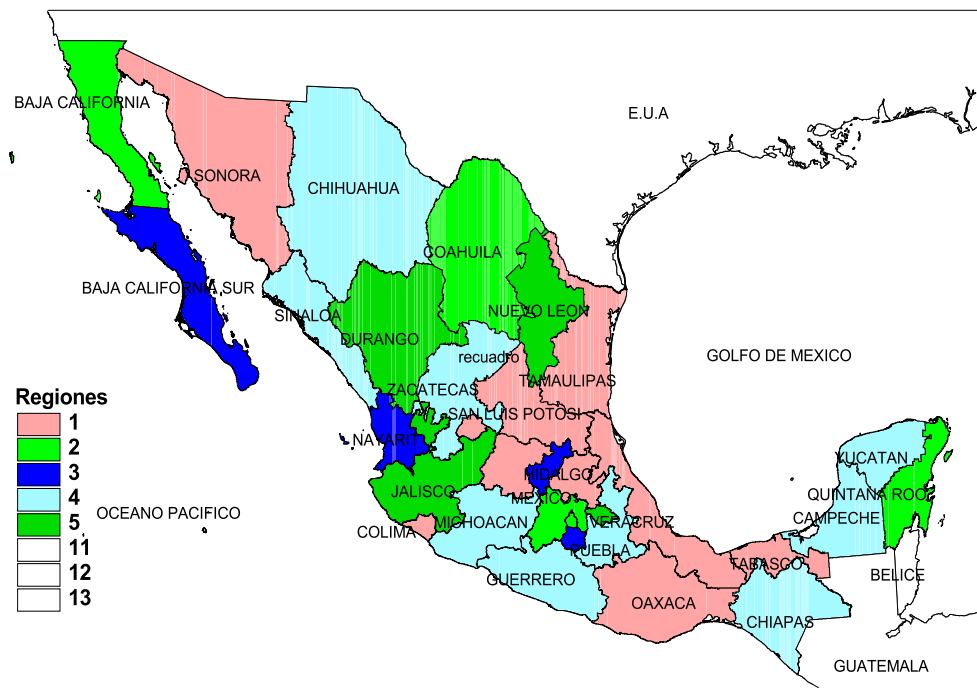 BAJA CALIFORNIA
E.U.A
SONORA
CHIHUAHUA
COAHUILA
BAJA CALIFORNIA SUR
SINALOA
NUEVO LEON
DURANGO
recuadro
GOLFO DE MEXICO
TAMAULIPAS
ZACATECAS
SAN LUIS POTOSI
NAYARIT
YUCATAN
HIDALGO
JALISCO
MEXICO
QUINTANA ROO
OCEANO PACIFICO
CAMPECHE
COLIMA
MICHOACAN
VERACRUZ
PUEBLA
TABASCO
BELICE
GUERRERO
OAXACA
CHIAPAS
GUATEMALA
Regiones
1
2
3
4
5
11
12
13